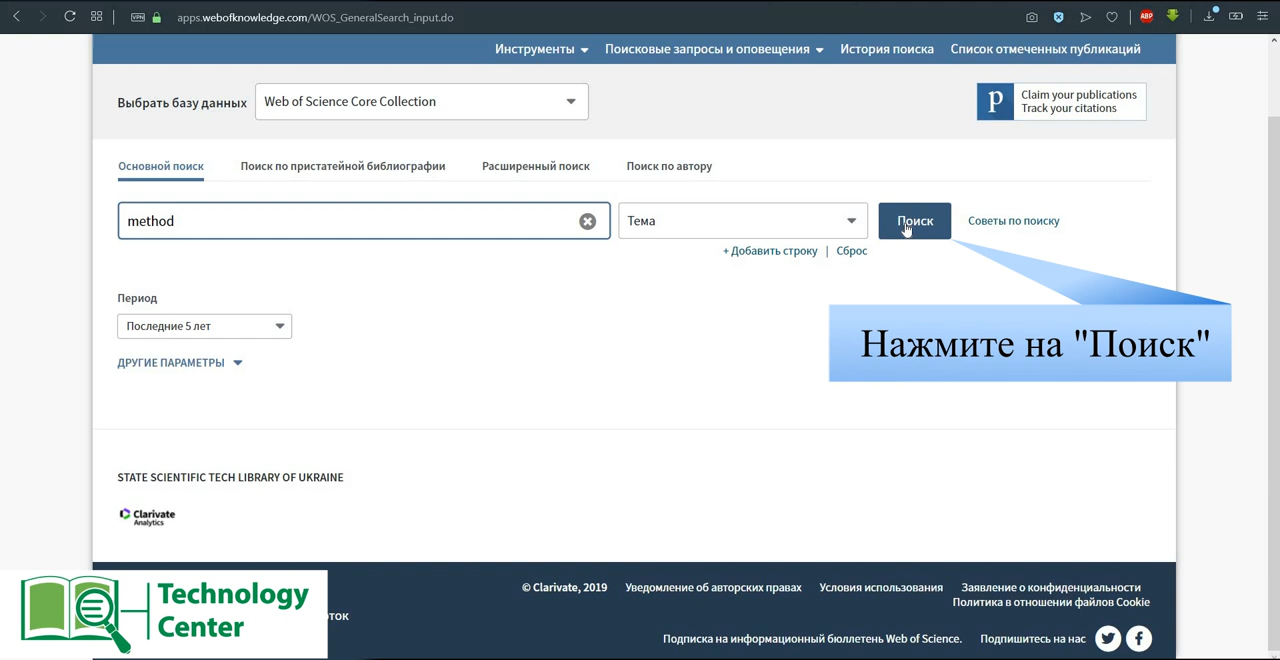 VPN apps.webofknowledge.com/WOS_GeneralSearch_input.do ABP
Инструменты Поисковые запросы и оповещения История поиска Список отмеченных публикаций
Выбрать базу данных Web of Science Core Collection
p Claim your publications
Track your citations
Основной поиск Поиск по пристатейной библиографии Расширенный поиск Поиск по автору
method Тема Поиск Советы по поиску
+ Добавить строку | Сброс
Период
Последние 5 лет
Нажмите на "Поиск"
ДРУГИЕ ПАРАМЕТРЫ
STATE SCIENTIFIC TECH LIBRARY OF UKRAINE
Clarivate
Analytics
© Clarivate, 2019 Уведомление об авторских правах Условия использования Заявление о конфиденциальности
Политика в отношении файлов Cookie
Technology
Center
ток
Подписка на информационный бюллетень Web of Science. Подпишитесь на нас